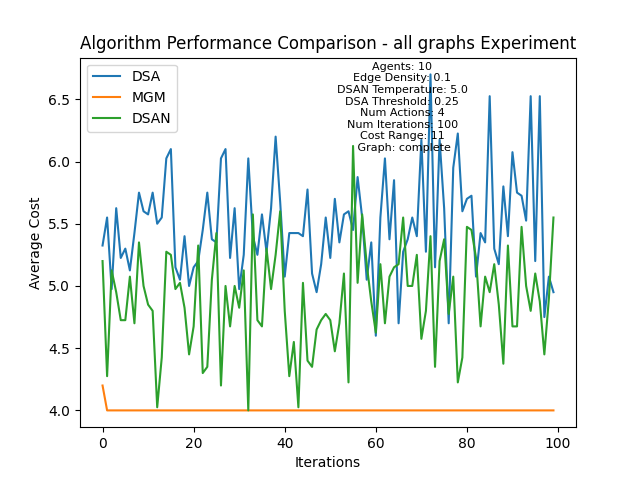 Algorithm Performance Comparison - all graphs Experiment
DSA
MGM
DSAN
Agents: 10
Edge Density: 0.1
DSAN Temperature: 5.0
DSA Threshold: 0.25
Num Actions: 4
Num Iterations: 100
Cost Range: 11
Graph: complete
Average Cost
6.5
6.0
5.5
5.0
4.5
4.0
0 20 40 60 80 100
Iterations